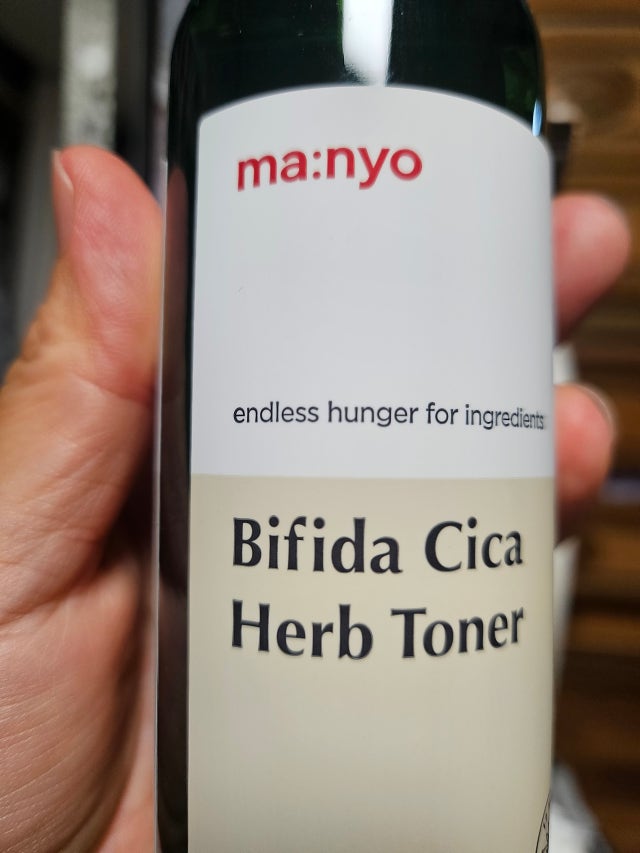 ma:nyo
endless hunger for ingredients
Bifida Cica
Herb Toner